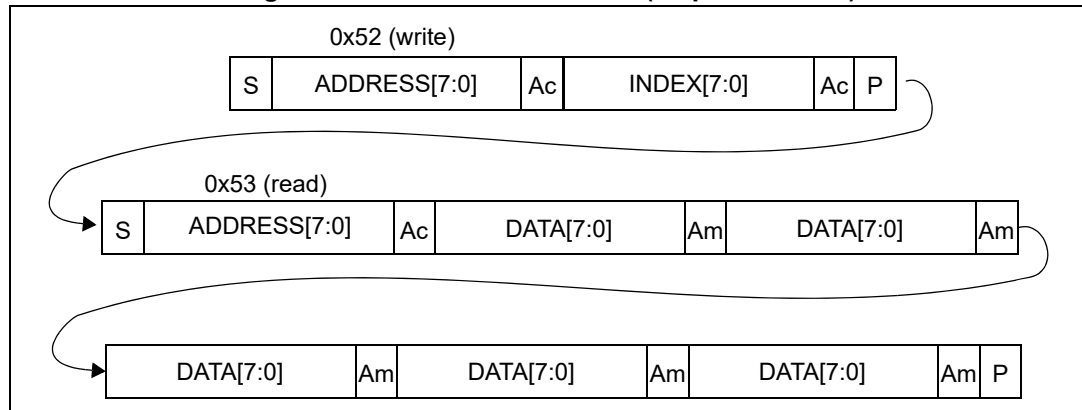 0x52 (write)
S ADDRESS[7:0] Ac INDEX[7:0] Ac P
0x53 (read)
S ADDRESS[7:0] Ac DATA[7:0] Am DATA[7:0] Am
DATA[7:0] Am DATA[7:0] Am DATA[7:0] Am P